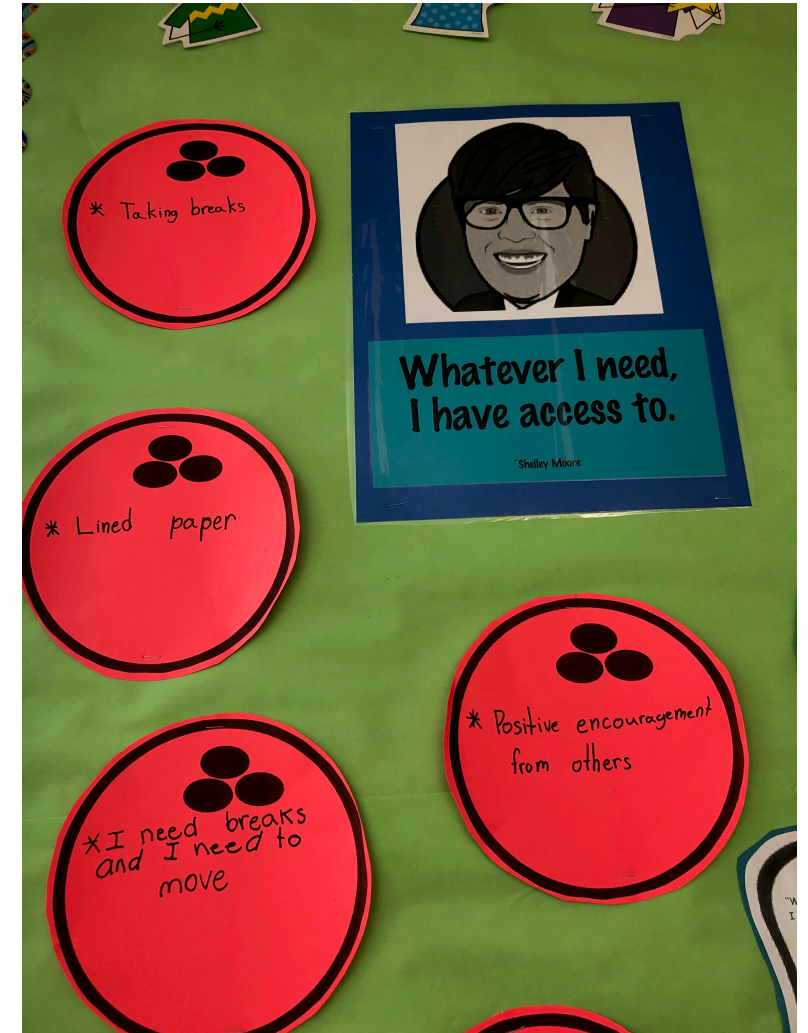 * Taking breaks
Whatever I need,
I have access to.
~Shelley Moore
* Lined paper
* Positive encouragement
from others
* I need breaks
and I need to
move
"W
I